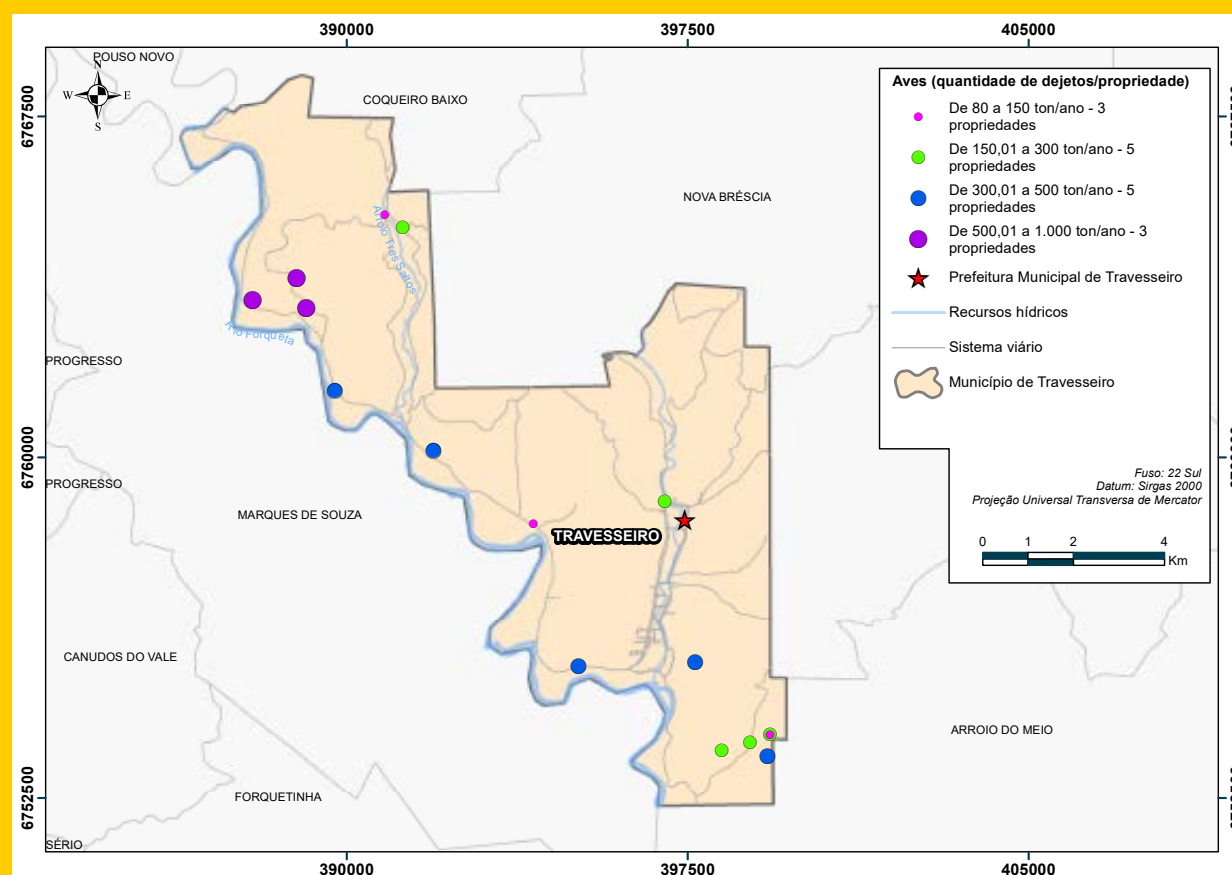 390000
397500
405000
POUSO NOVO
N
W
E
S
COQUEIRO BAIXO
Aves (quantidade de dejetos/propriedade)
De 80 a 150 ton/ano - 3
propriedades
De 150,01 a 300 ton/ano - 5
propriedades
De 300,01 a 500 ton/ano - 5
propriedades
De 500,01 a 1.000 ton/ano - 3
propriedades
Prefeitura Municipal de Travesseiro
Recursos hídricos
Sistema viário
Município de Travesseiro
6767500
NOVA BRÉSCIA
Arroio Tres Saltos
Rio Forqueta
PROGRESSO
6760000
PROGRESSO
Fuso: 22 Sul
Datum: Sirgas 2000
Projeção Universal Transversa de Mercator
MARQUES DE SOUZA
TRAVESSEIRO
0 1 2 4
Km
CANUDOS DO VALE
ARROIO DO MEIO
6752500
FORQUETINHA
SÉRIO
390000
397500
405000